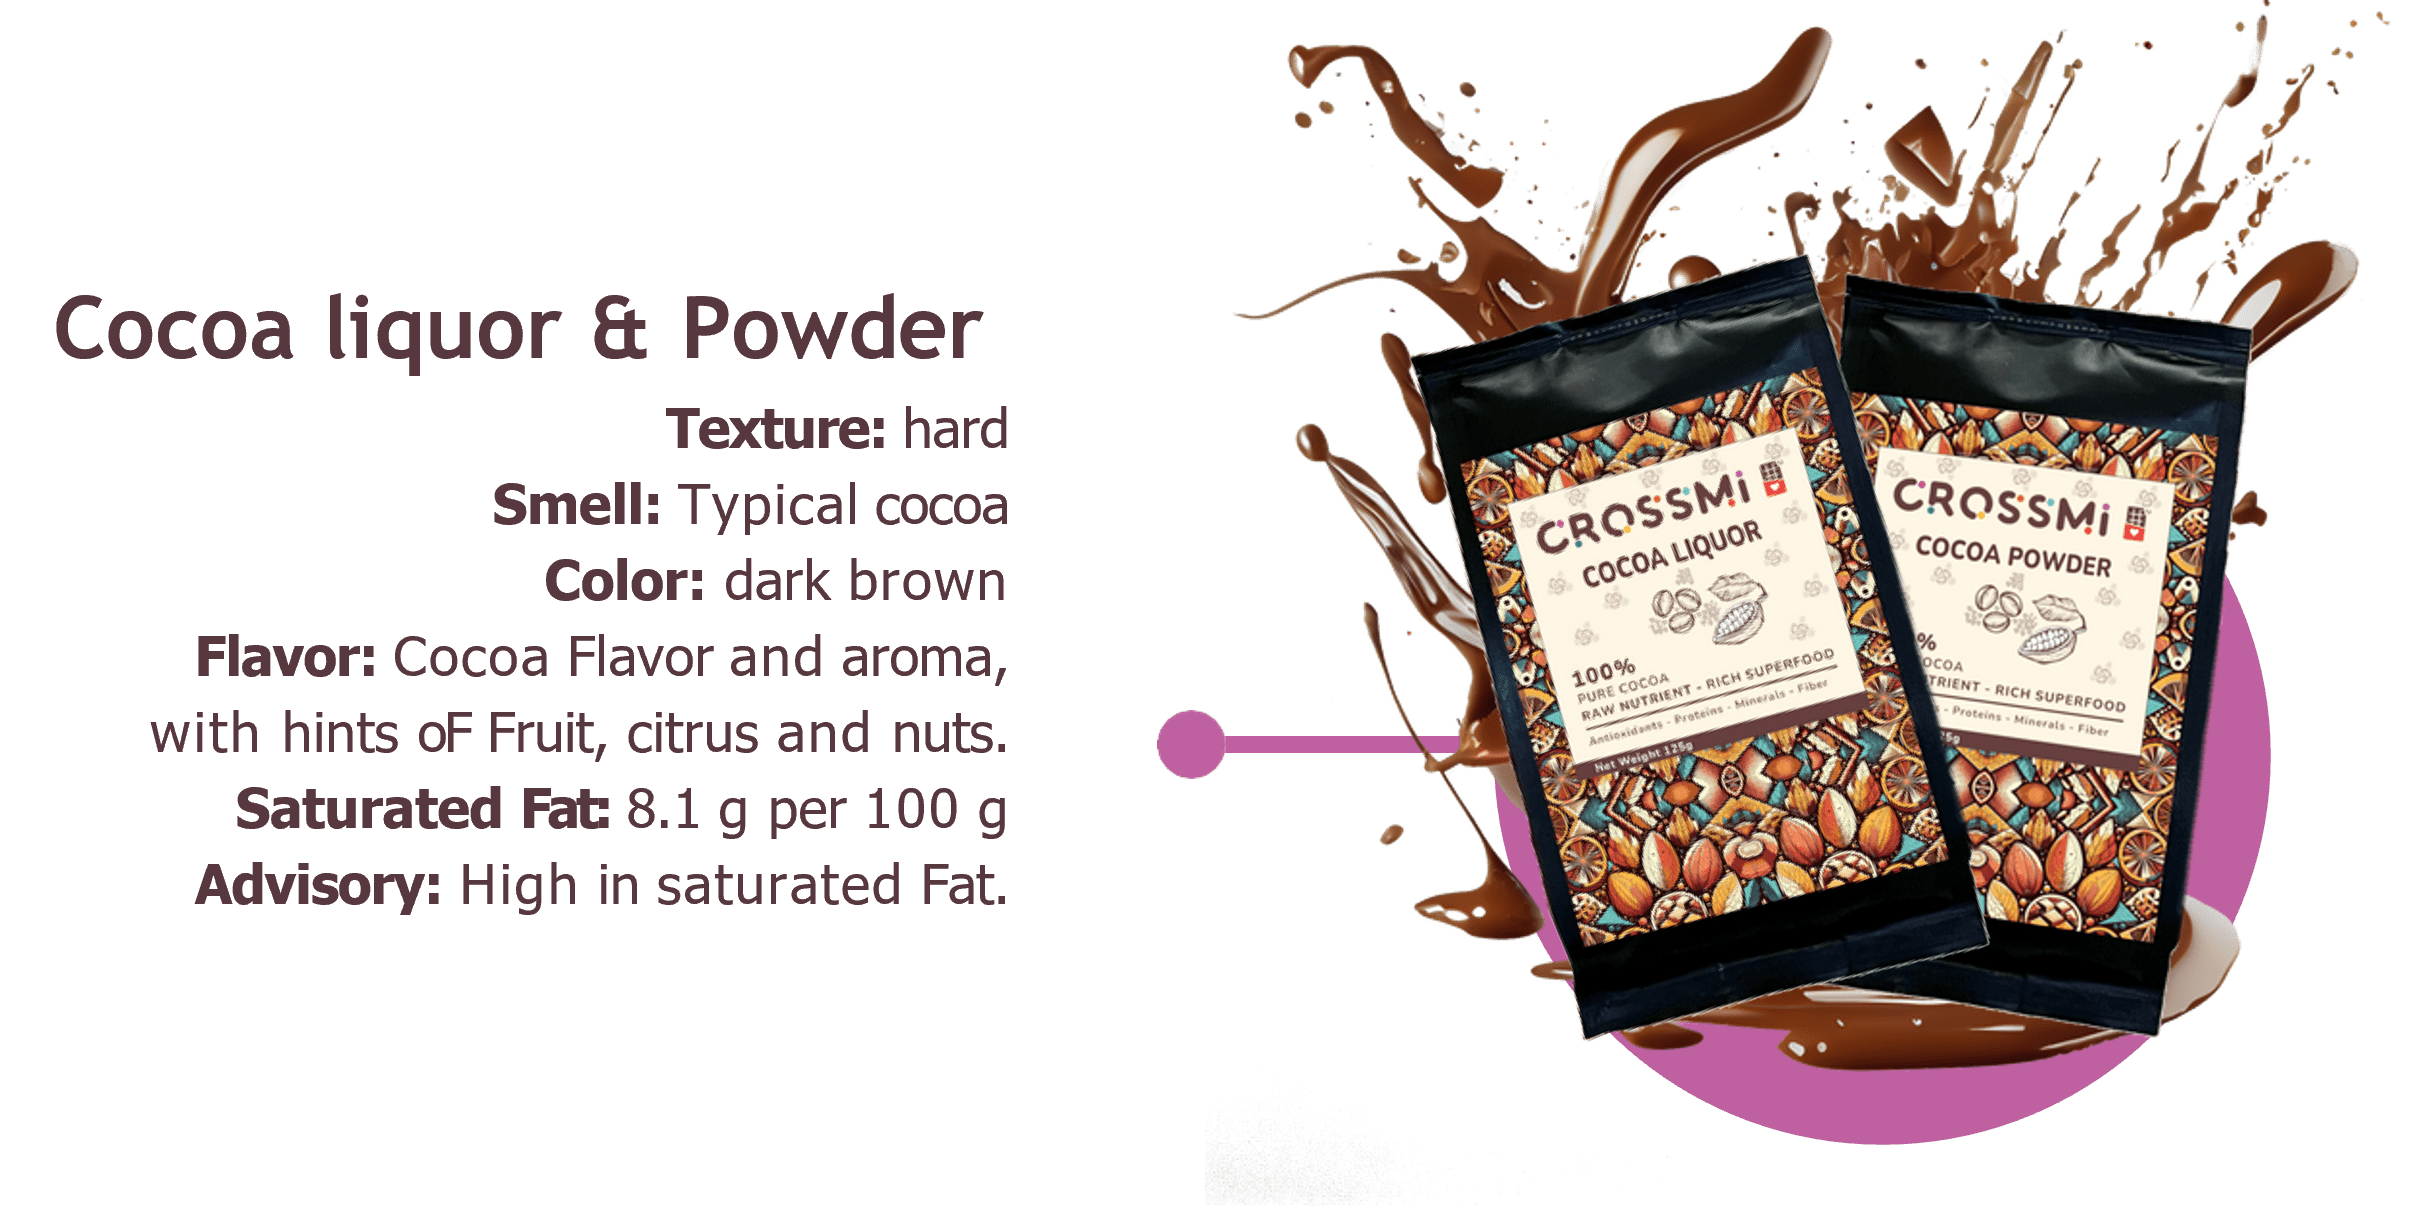 Cocoa liquor & Powder
Texture: hard
Smell: Typical cocoa
Color: dark brown
Flavor: Cocoa Flavor and aroma,
with hints oF Fruit, citrus and nuts.
Saturated Fat: 8.1 g per 100 g
Advisory: High in saturated Fat.
CROSSMi
COCOA LIQUOR
100%
PURE COCOA
RAW NUTRIENT - RICH SUPERFOOD
Antioxidants - Proteins - Minerals - Fiber
Net Weight 125g
CROSSMi
COCOA POWDER
%
OCOA
TRIENT - RICH SUPERFOOD
s - Proteins - Minerals - Fiber
25g